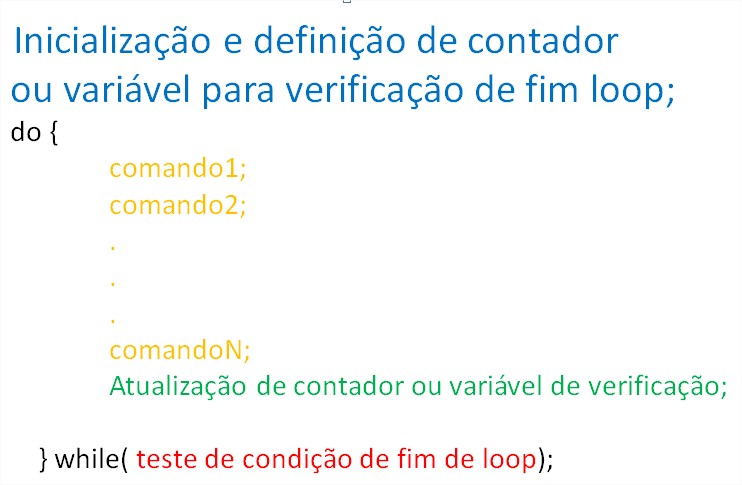 Inicialização e definição de contador
ou variável para verificação de fim loop;
do {
comando1;
comando2;
.
.
.
comandoN;
Atualização de contador ou variável de verificação;
} while( teste de condição de fim de loop);